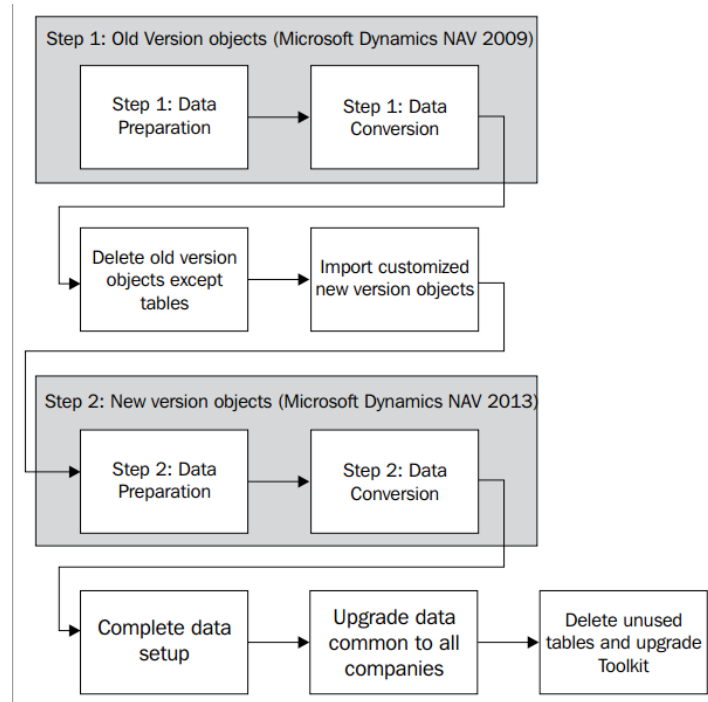 Step 1: Old Version objects (Microsoft Dynamics NAV 2009)
Step 1: Data
Preparation
Step 1: Data
Conversion
Delete old version
objects except
tables
Import customized
new version objects
Step 2: New version objects (Microsoft Dynamics NAV 2013)
Step 2: Data
Preparation
Step 2: Data
Conversion
Complete data
setup
Upgrade data
common to all
companies
Delete unused
tables and upgrade
Toolkit